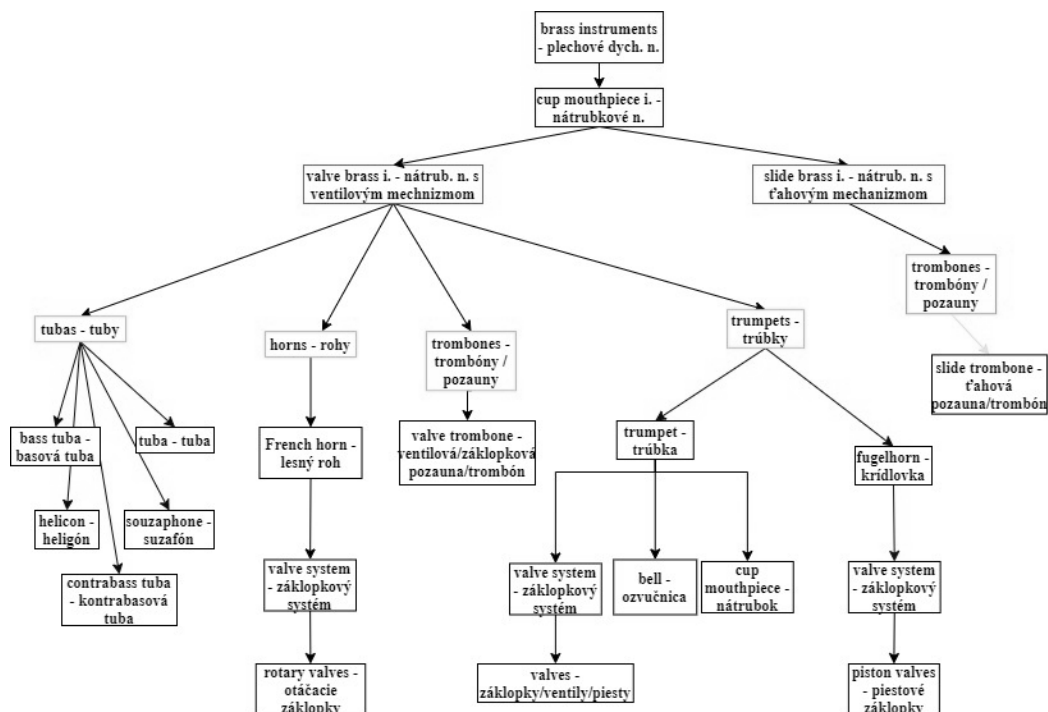 brass instruments
- plechové dych. n.
cup mouthpiece i. -
nátrubkové n.
valve brass i. - nátrub. n. s
ventilovým mechnizmom
slide brass i. - nátrub. n. s
ťahovým mechanizmom
tubas - tuby
horns - rohy
trombones -
trombóny /
pozauny
trumpets -
trúbky
trombones -
trombóny /
pozauny
slide trombone -
ťahová
pozauna/trombón
bass tuba -
basová tuba
tuba - tuba
French horn -
lesný roh
valve trombone -
ventilová/záklopková
pozauna/trombón
trumpet -
trúbka
fugelhorn -
krídlovka
helicon -
heligón
souzaphone -
suzafón
contrabass tuba
- kontrabasová
tuba
valve system
- záklopkový
systém
valve system
- záklopkový
systém
bell -
ozvučnica
cup
mouthpiece -
nátrubok
valve system
- záklopkový
systém
rotary valves -
otáčacie
záklopky
valves -
záklopky/ventily/piesty
piston valves
- piestové
záklopky